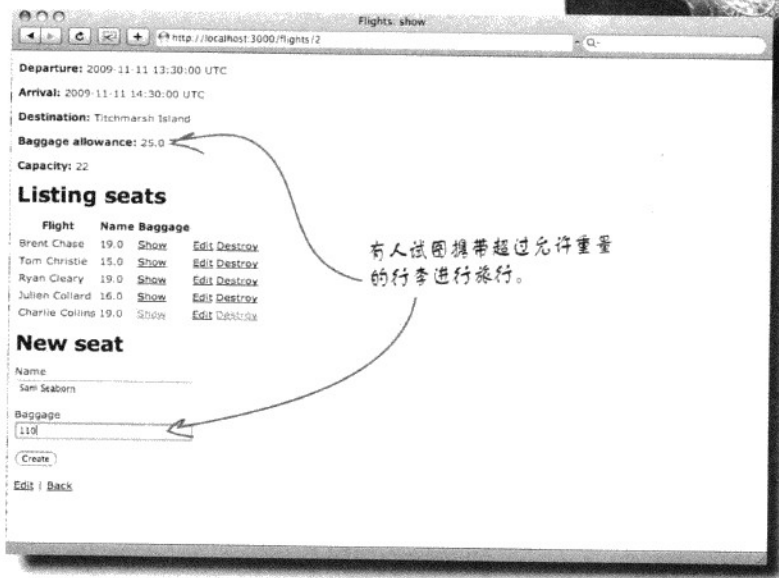 Flights: show
http://localhost:3000/flights/2
Q-
Departure: 2009-11-11 13:30:00 UTC
Arrival: 2009-11-11 14:30:00 UTC
Destination: Titchmarsh Island
Baggage allowance: 25.0
Capacity: 22
Listing seats
Flight Name Baggage
Brent Chase 19.0 Show Edit Destroy
Tom Christie 15.0 Show Edit Destroy
Ryan Cleary 19.0 Show Edit Destroy
Julien Collard 16.0 Show Edit Destroy
Charlie Collins 19.0 Show Edit Destroy
有人试图携带超过允许重量
的行李进行旅行。
New seat
Name
Sam Seaborn
Baggage
110
Create
Edit | Back